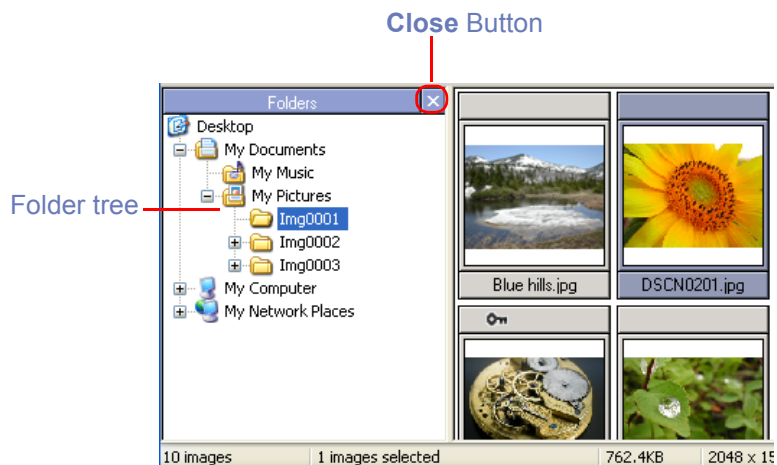 Close Button
Folders
Desktop
My Documents
My Music
My Pictures
Img0001
Img0002
Img0003
My Computer
My Network Places
Folder tree
Blue hills.jpg
DSCN0201.jpg
10 images
1 images selected
762.4KB
2048 x 15